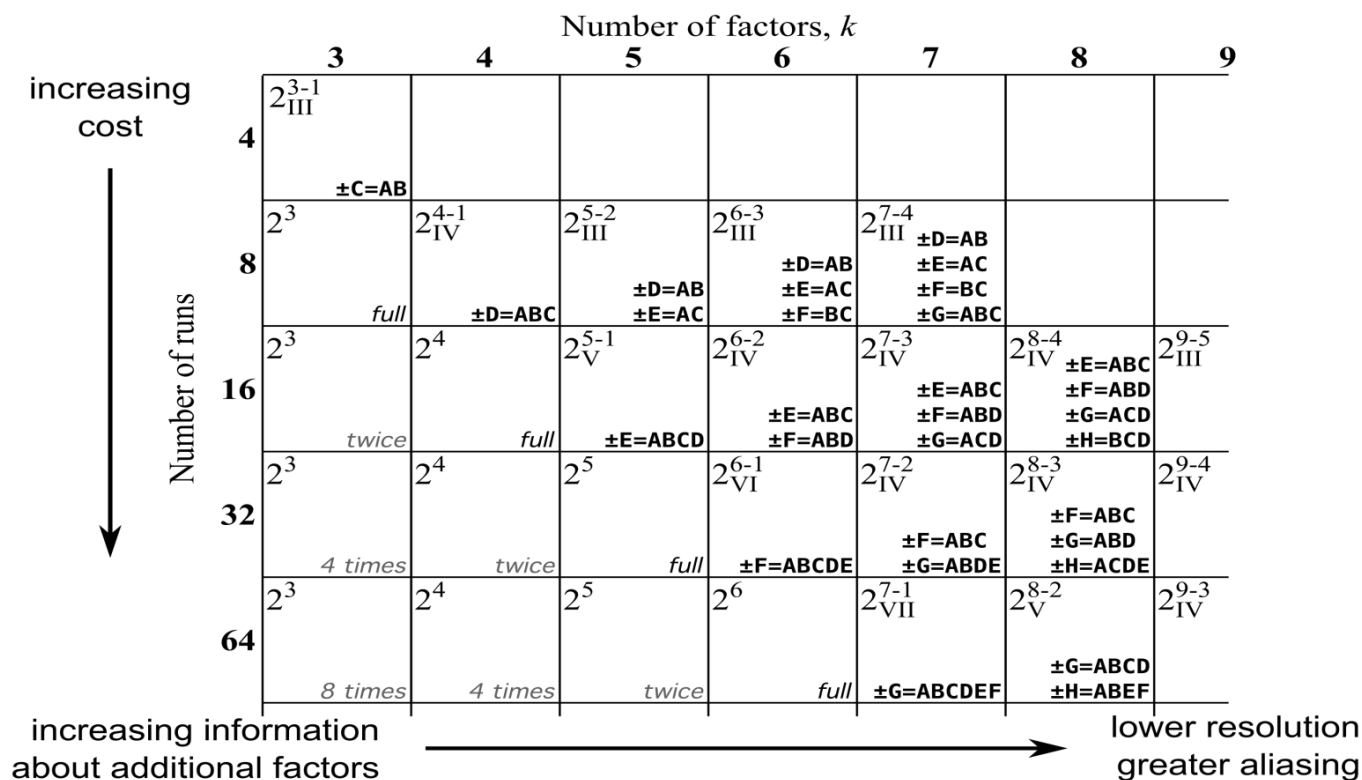 Number of factors, k
3 4 5 6 7 8 9
increasing
cost
Number of runs
4
2^{3-1}_{III}
±C=AB
8
2^3
full
2^{4-1}_{IV}
±D=ABC
2^{5-2}_{III}
±D=AB
±E=AC
2^{6-3}_{III}
±D=AB
±E=AC
±F=BC
2^{7-4}_{III}
±D=AB
±E=AC
±F=BC
±G=ABC
16
2^3
twice
2^4
full
2^{5-1}_{V}
±E=ABCD
2^{6-2}_{IV}
±E=ABC
±F=ABD
2^{7-3}_{IV}
±E=ABC
±F=ABD
±G=ACD
2^{8-4}_{IV}
±E=ABC
±F=ABD
±G=ACD
±H=BCD
2^{9-5}_{III}
32
2^3
4 times
2^4
twice
2^5
full
2^{6-1}_{VI}
±F=ABCDE
2^{7-2}_{IV}
±F=ABC
±G=ABDE
2^{8-3}_{IV}
±F=ABC
±G=ABD
±H=ACDE
2^{9-4}_{IV}
64
2^3
8 times
2^4
4 times
2^5
twice
2^6
full
2^{7-1}_{VII}
±G=ABCDEF
2^{8-2}_{V}
±G=ABCD
±H=ABEF
2^{9-3}_{IV}
increasing information
about additional factors
lower resolution
greater aliasing